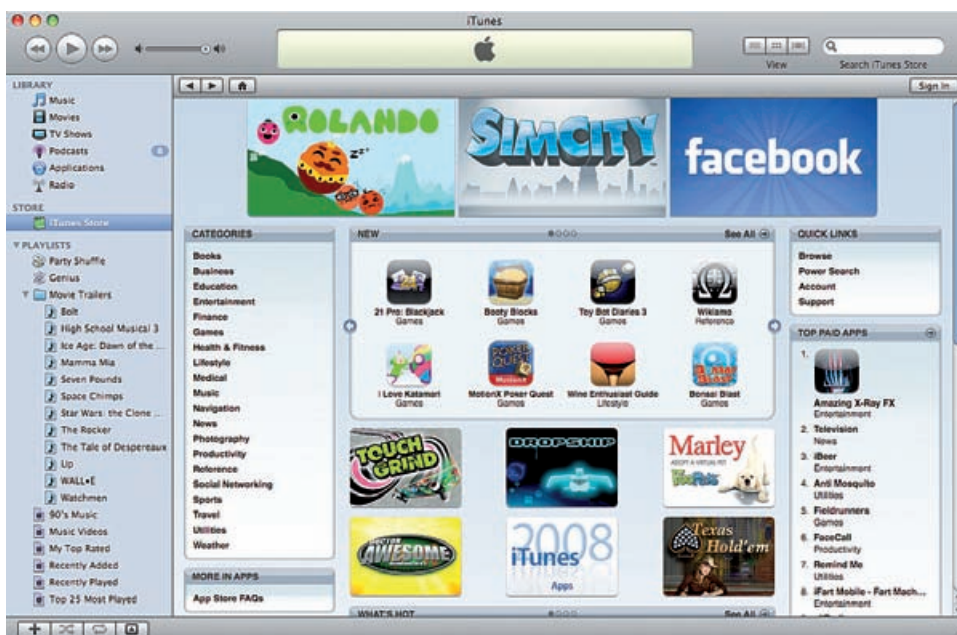 iTunes
View
Search iTunes Store
LIBRARY
Music
Movies
TV Shows
Podcasts
Applications
Radio
STORE
iTunes Store
PLAYLISTS
Party Shuffle
Genius
Movie Trailers
Bolt
High School Musical 3
Ice Age: Dawn of the ...
Mamma Mia
Seven Pounds
Space Chimps
Star Wars: the Clone ...
The Rocker
The Tale of Despereaux
Up
WALL•E
Watchmen
90's Music
Music Videos
My Top Rated
Recently Added
Recently Played
Top 25 Most Played
Sign In
ROLANDO
zzz
SIMCITY
facebook
CATEGORIES
Books
Business
Education
Entertainment
Finance
Games
Health & Fitness
Lifestyle
Medical
Music
Navigation
News
Photography
Productivity
Reference
Social Networking
Sports
Travel
Utilities
Weather
MORE IN APPS
App Store FAQs
NEW
See All
21 Pro: Blackjack
Games
Booty Blocks
Games
Toy Bot Diaries 3
Games
Wikiamo
Reference
I Love Katamari
Games
MotionX Poker Quest
Games
Wine Enthusiast Guide
Lifestyle
Bonsai Blast
Games
TOUCH
GRIND
DROPSHIP
Marley
ADOPT A VIRTUAL PET
DOCTOR
AWESOME
2008
iTunes
Apps
Texas
Hold'em
WHAT'S HOT
See All
QUICK LINKS
Browse
Power Search
Account
Support
TOP PAID APPS
1.
Amazing X-Ray FX
Entertainment
2. Television
News
3. iBeer
Entertainment
4. Anti Mosquito
Utilities
5. Fieldrunners
Games
6. FaceCall
Productivity
7. Remind Me
Utilities
8. iFart Mobile - Fart Mach...
Entertainment